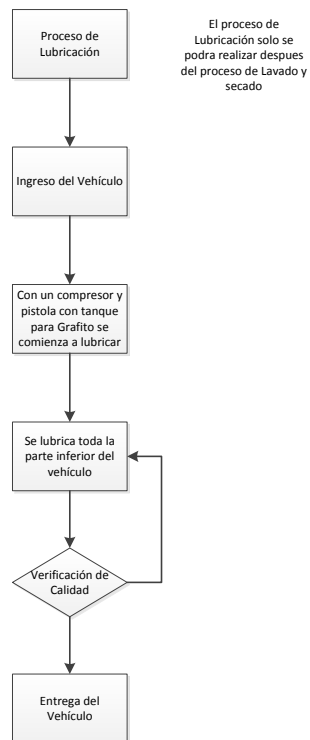 Proceso de
Lubricación
El proceso de
Lubricación solo se
podra realizar despues
del proceso de Lavado y
secado
Ingreso del Vehículo
Con un compresor y
pistola con tanque
para Grafito se
comienza a lubricar
Se lubrica toda la
parte inferior del
vehículo
Verificación de
Calidad
Entrega del
Vehículo